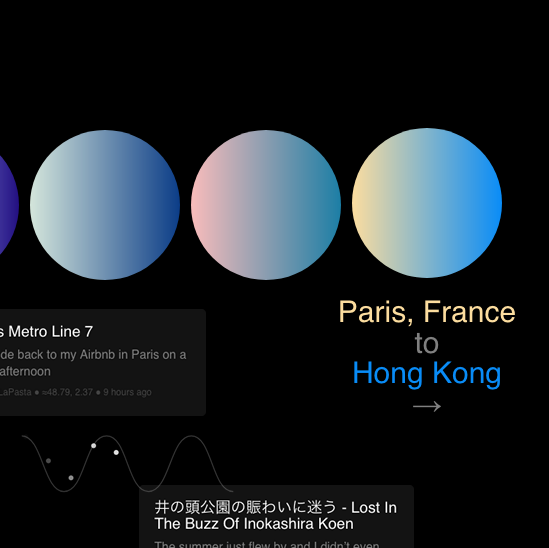 Paris, France
to
Hong Kong
→
s Metro Line 7
de back to my Airbnb in Paris on a
afternoon
LaPasta ● ≈48.79, 2.37 ● 9 hours ago
井の頭公園の賑わいに迷う - Lost In
The Buzz Of Inokashira Koen
The summer just flew by and I didn’t even